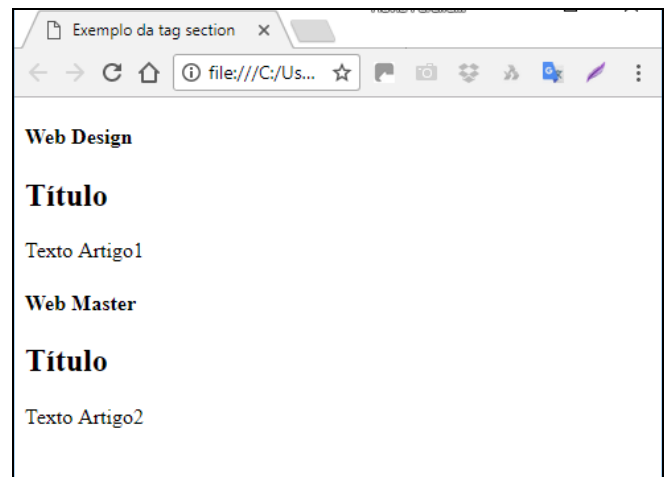 Exemplo da tag section
file:///C:/Us...
Web Design
Título
Texto Artigo1
Web Master
Título
Texto Artigo2